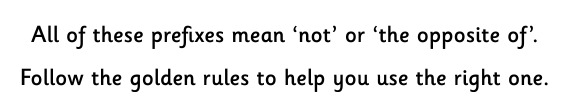 All of these prefixes mean ‘not’ or ‘the opposite of’.
Follow the golden rules to help you use the right one.